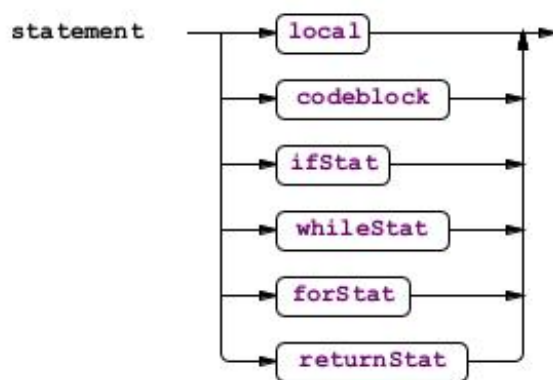 statement local
codeblock
ifStat
whileStat
forStat
returnStat